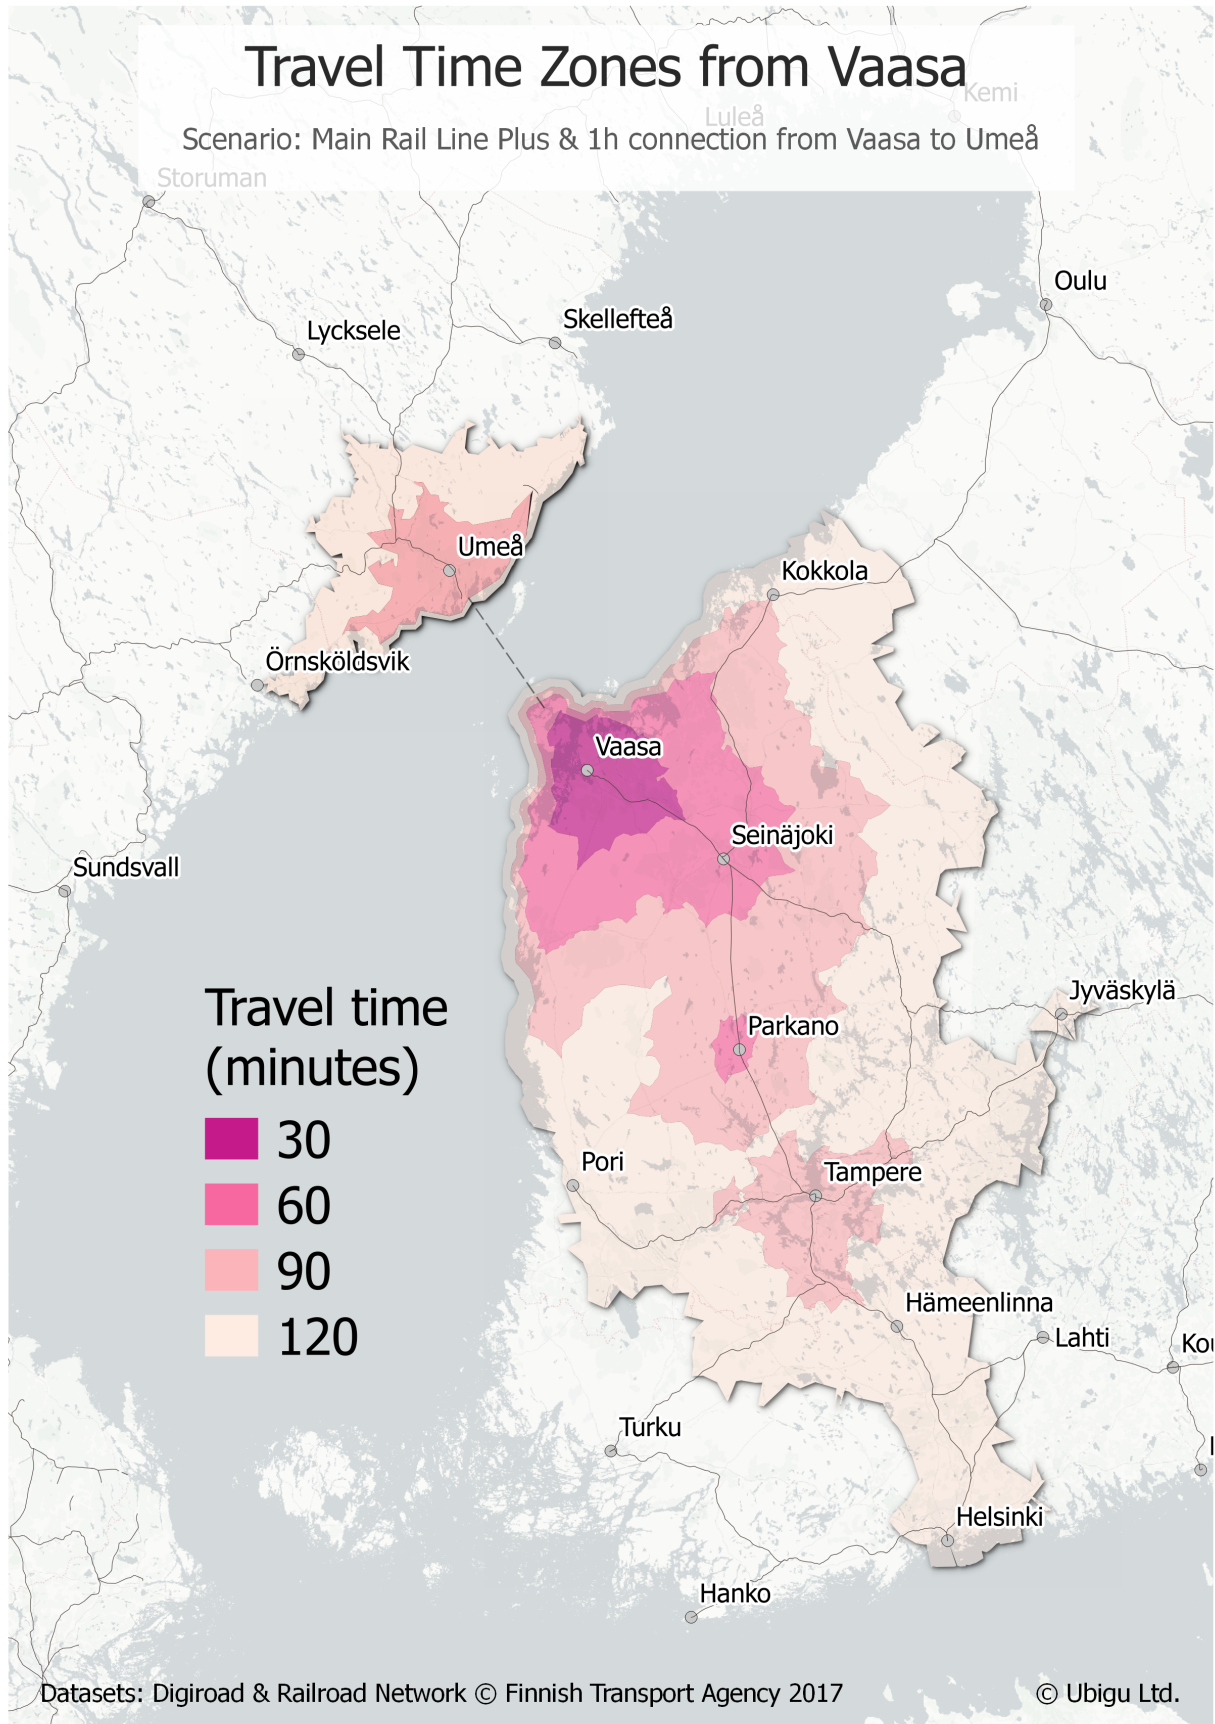 Travel Time Zones from Vaasa
Kemi
Luleå
Scenario: Main Rail Line Plus & 1h connection from Vaasa to Umeå
Storuman
Oulu
Skellefteå
Lycksele
Umeå
Kokkola
Örnsköldsvik
Vaasa
Seinäjoki
Sundsvall
Jyväskylä
Travel time
(minutes)
30
60
90
120
Parkano
Pori
Tampere
Hämeenlinna
Lahti
Kou
Turku
Helsinki
Hanko
Datasets: Digiroad & Railroad Network © Finnish Transport Agency 2017
© Ubigu Ltd.